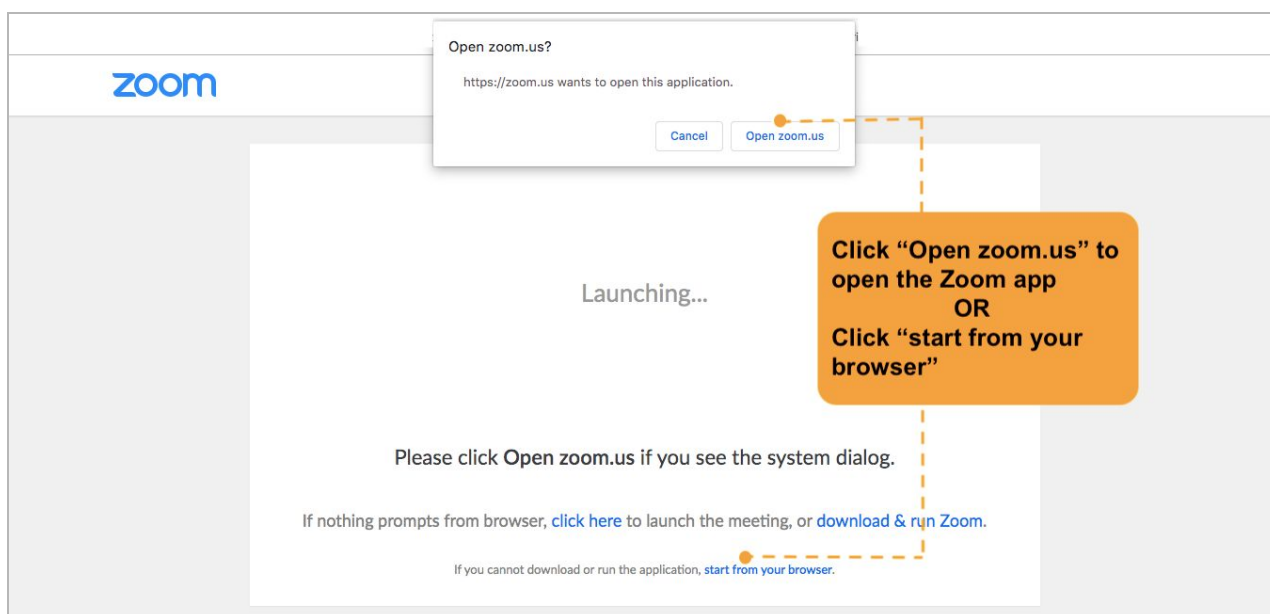 Open zoom.us?
https://zoom.us wants to open this application.
zoom
Cancel
Open zoom.us
Click “Open zoom.us” to
open the Zoom app
OR
Click “start from your
browser”
Launching...
Please click Open zoom.us if you see the system dialog.
If nothing prompts from browser, click here to launch the meeting, or download & run Zoom.
If you cannot download or run the application, start from your browser.